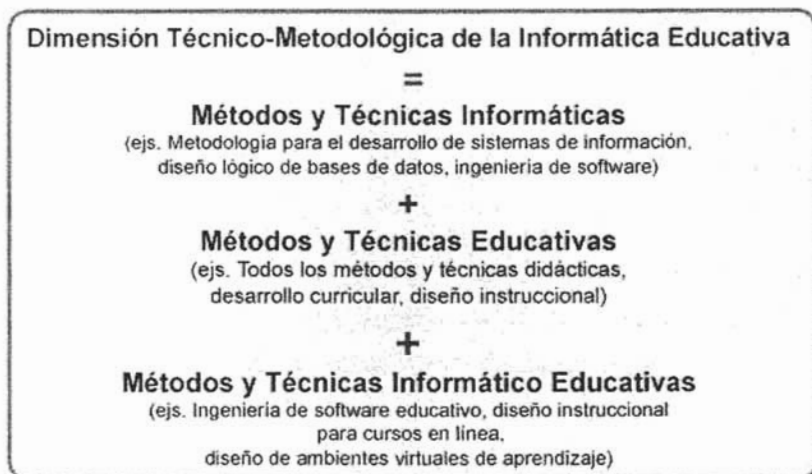 Dimensión Técnico-Metodológica de la Informática Educativa
=
Métodos y Técnicas Informáticas
(ejs. Metodología para el desarrollo de sistemas de información,
diseño lógico de bases de datos, ingeniería de software)
+
Métodos y Técnicas Educativas
(ejs. Todos los métodos y técnicas didácticas,
desarrollo curricular, diseño instruccional)
+
Métodos y Técnicas Informático Educativas
(ejs. Ingeniería de software educativo, diseño instruccional
para cursos en línea,
diseño de ambientes virtuales de aprendizaje)